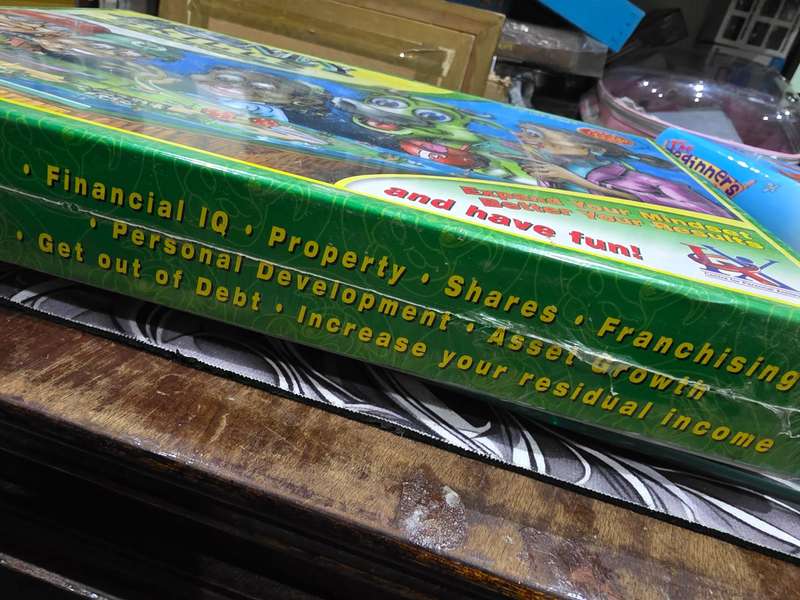 Expand Your Mindset
Better Your Results
and have fun!
• Financial IQ • Property • Shares • Franchising
• Personal Development • Asset Growth
• Get out of Debt • Increase your residual income